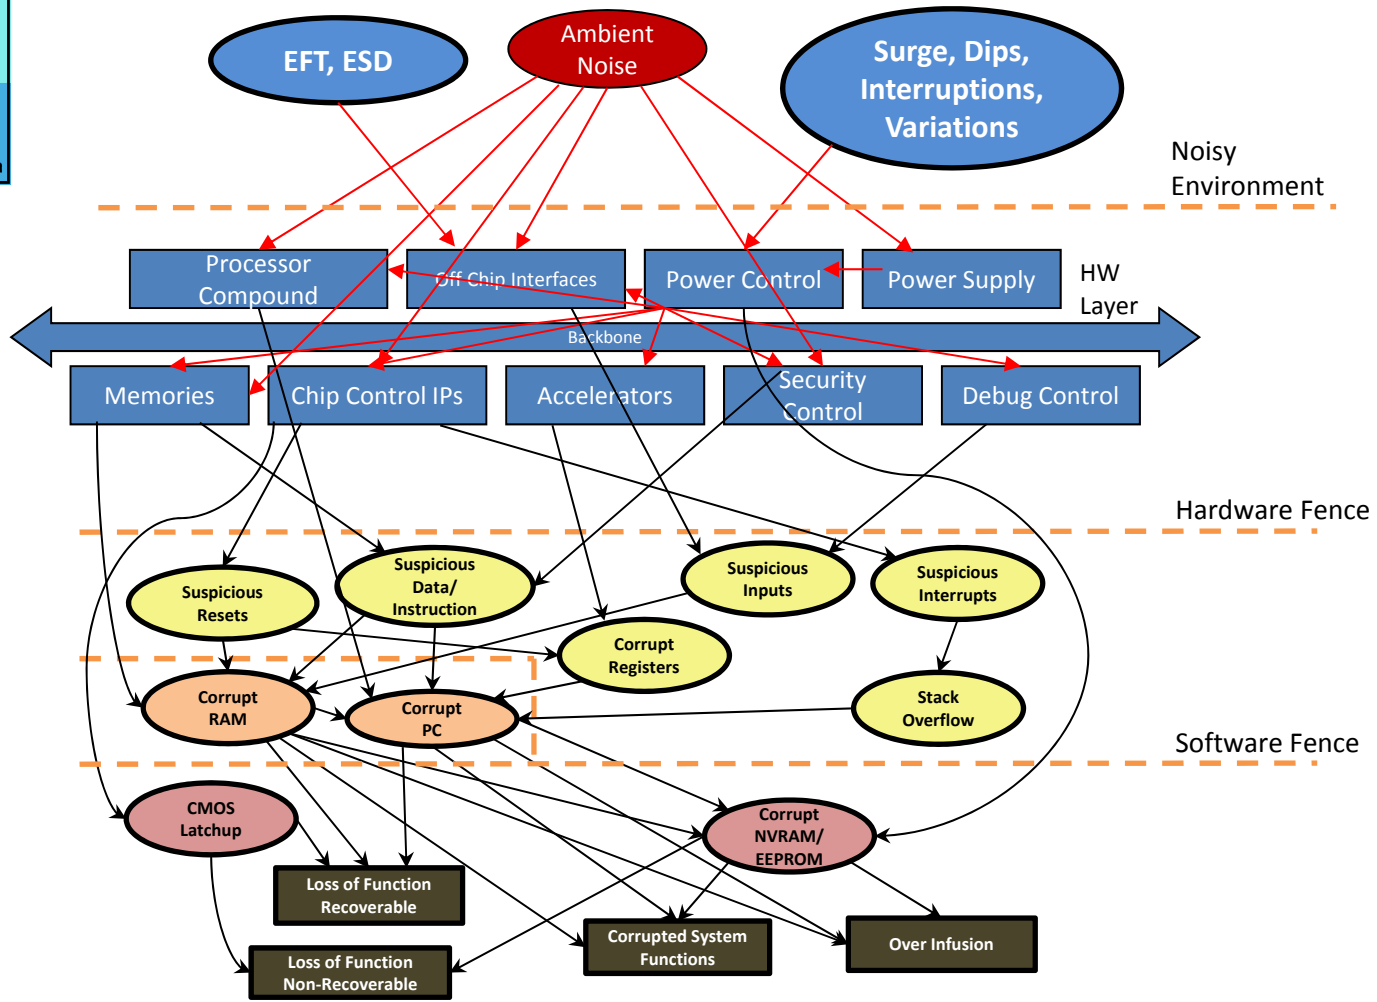 EFT, ESD
Ambient
Noise
Surge, Dips,
Interruptions,
Variations
Noisy
Environment
Processor
Compound
Off Chip Interfaces
Power Control
Power Supply
HW
Layer
Backbone
Memories
Chip Control IPs
Accelerators
Security
Control
Debug Control
Hardware Fence
Suspicious
Resets
Suspicious
Data/
Instruction
Suspicious
Inputs
Suspicious
Interrupts
Corrupt
Registers
Corrupt
RAM
Corrupt
PC
Stack
Overflow
Software Fence
CMOS
Latchup
Corrupt
NVRAM/
EEPROM
Loss of Function
Recoverable
Corrupted System
Functions
Over Infusion
Loss of Function
Non-Recoverable